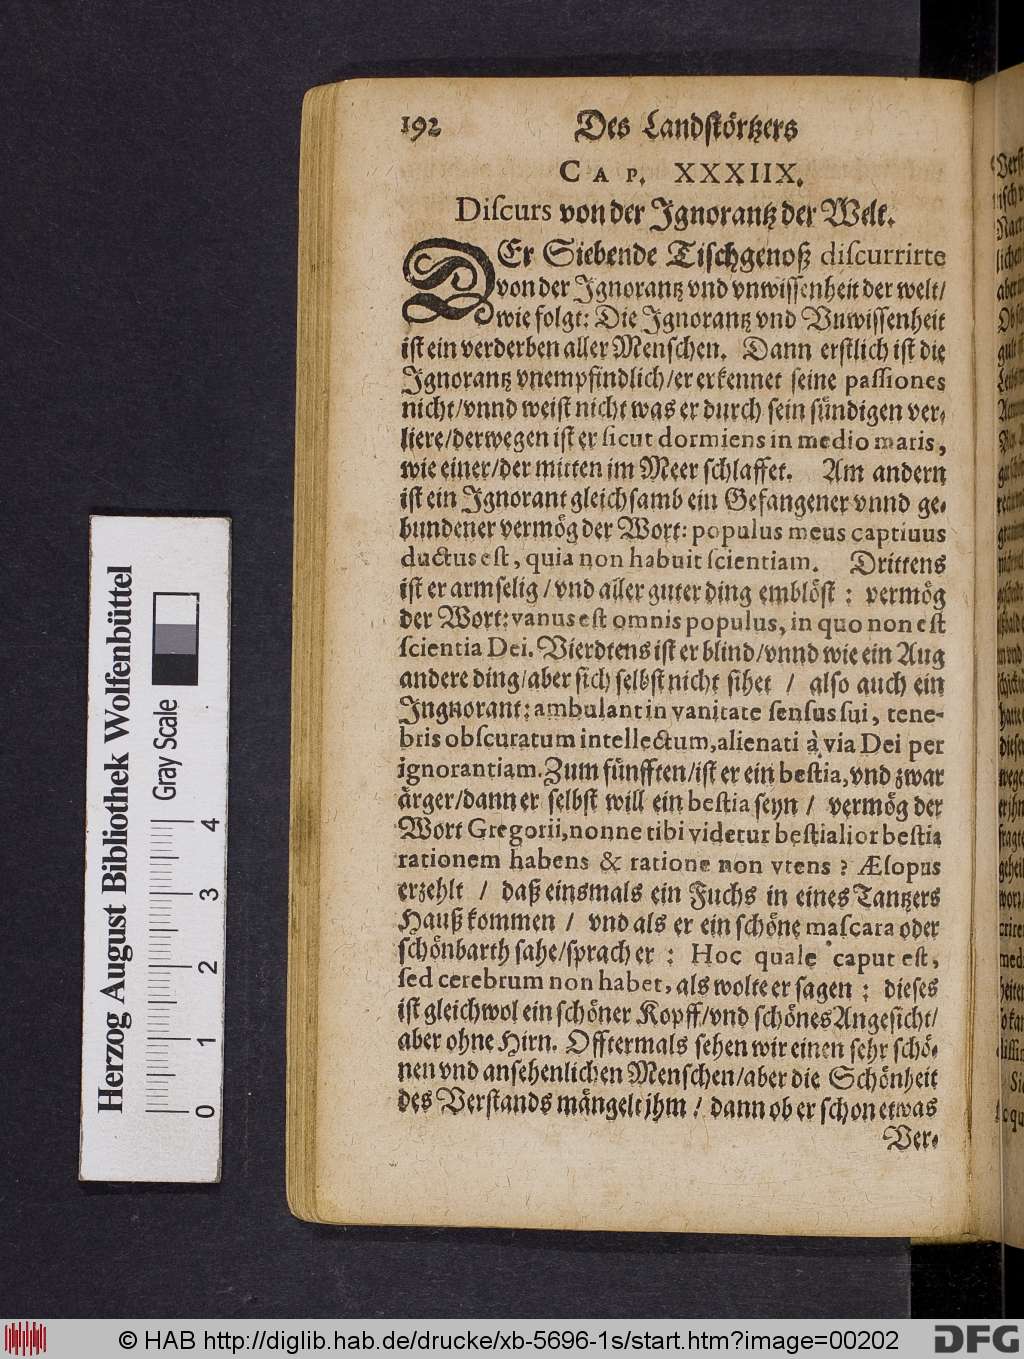 192 Des Landſtörtzers
CAP. XXXIIX.
Diſcurs von der Ignorantz der Welt.
DEr Siebende Tiſchgenoß diſcurrirte
von der Ignorantz vnd vnwiſſenheit der welt/
wie folgt: Die Ignorantz vnd Vnwiſſenheit
iſt ein verderben aller Menſchen. Dann erſtlich iſt die
Ignorantz vnempfindlich/er erkennet ſeine paſſiones
nicht/vnnd weiſt nicht was er durch ſein ſündigen ver-
liere/derwegen iſt er ſicut dormiens in medio maris,
wie einer/der mitten im Meer ſchlaffet. Am andern
iſt ein Ignorant gleichſamb ein Gefangener vnnd ge-
bundener vermög der Wort: populus meus captiuus
ductus eſt, quia non habuit ſcientiam. Drittens
iſt er armſelig/vnd aller guter ding emblöſt: vermög
der Wort: vanus eſt omnis populus, in quo non eſt
ſcientia Dei. Vierdtens iſt er blind/vnnd wie ein Aug
andere ding/aber ſich ſelbſt nicht ſihet / alſo auch ein
Ingnorant: ambulant in vanitate ſenſus ſui, tene-
bris obſcuratum intellectum, alienati à via Dei per
ignorantiam. Zum fünfften/iſt er ein beſtia, vnd zwar
ärger/dann er ſelbſt will ein beſtia ſeyn / vermög der
Wort Gregorii, nonne tibi videtur beſtialior beſtia
rationem habens & ratione non vtens? Æſopus
erzehlt / daß einsmals ein Fuchs in eines Tantzers
Hauß kommen / vnd als er ein ſchöne maſcara oder
ſchönbarth ſahe/ſprach er: Hoc quale caput eſt,
ſed cerebrum non habet, als wolte er ſagen: dieſes
iſt gleichwol ein ſchöner Kopff/vnd ſchönes Angeſicht/
aber ohne Hirn. Offtermals ſehen wir einen ſehr ſchö-
nen vnd anſehenlichen Menſchen/aber die Schönheit
des Verſtands mängelt jhm / dann ob er ſchon etwas
Ver-
Herzog August Bibliothek Wolfenbüttel
Gray Scale
0 1 2 3 4
© HAB http://diglib.hab.de/drucke/xb-5696-1s/start.htm?image=00202
DFG